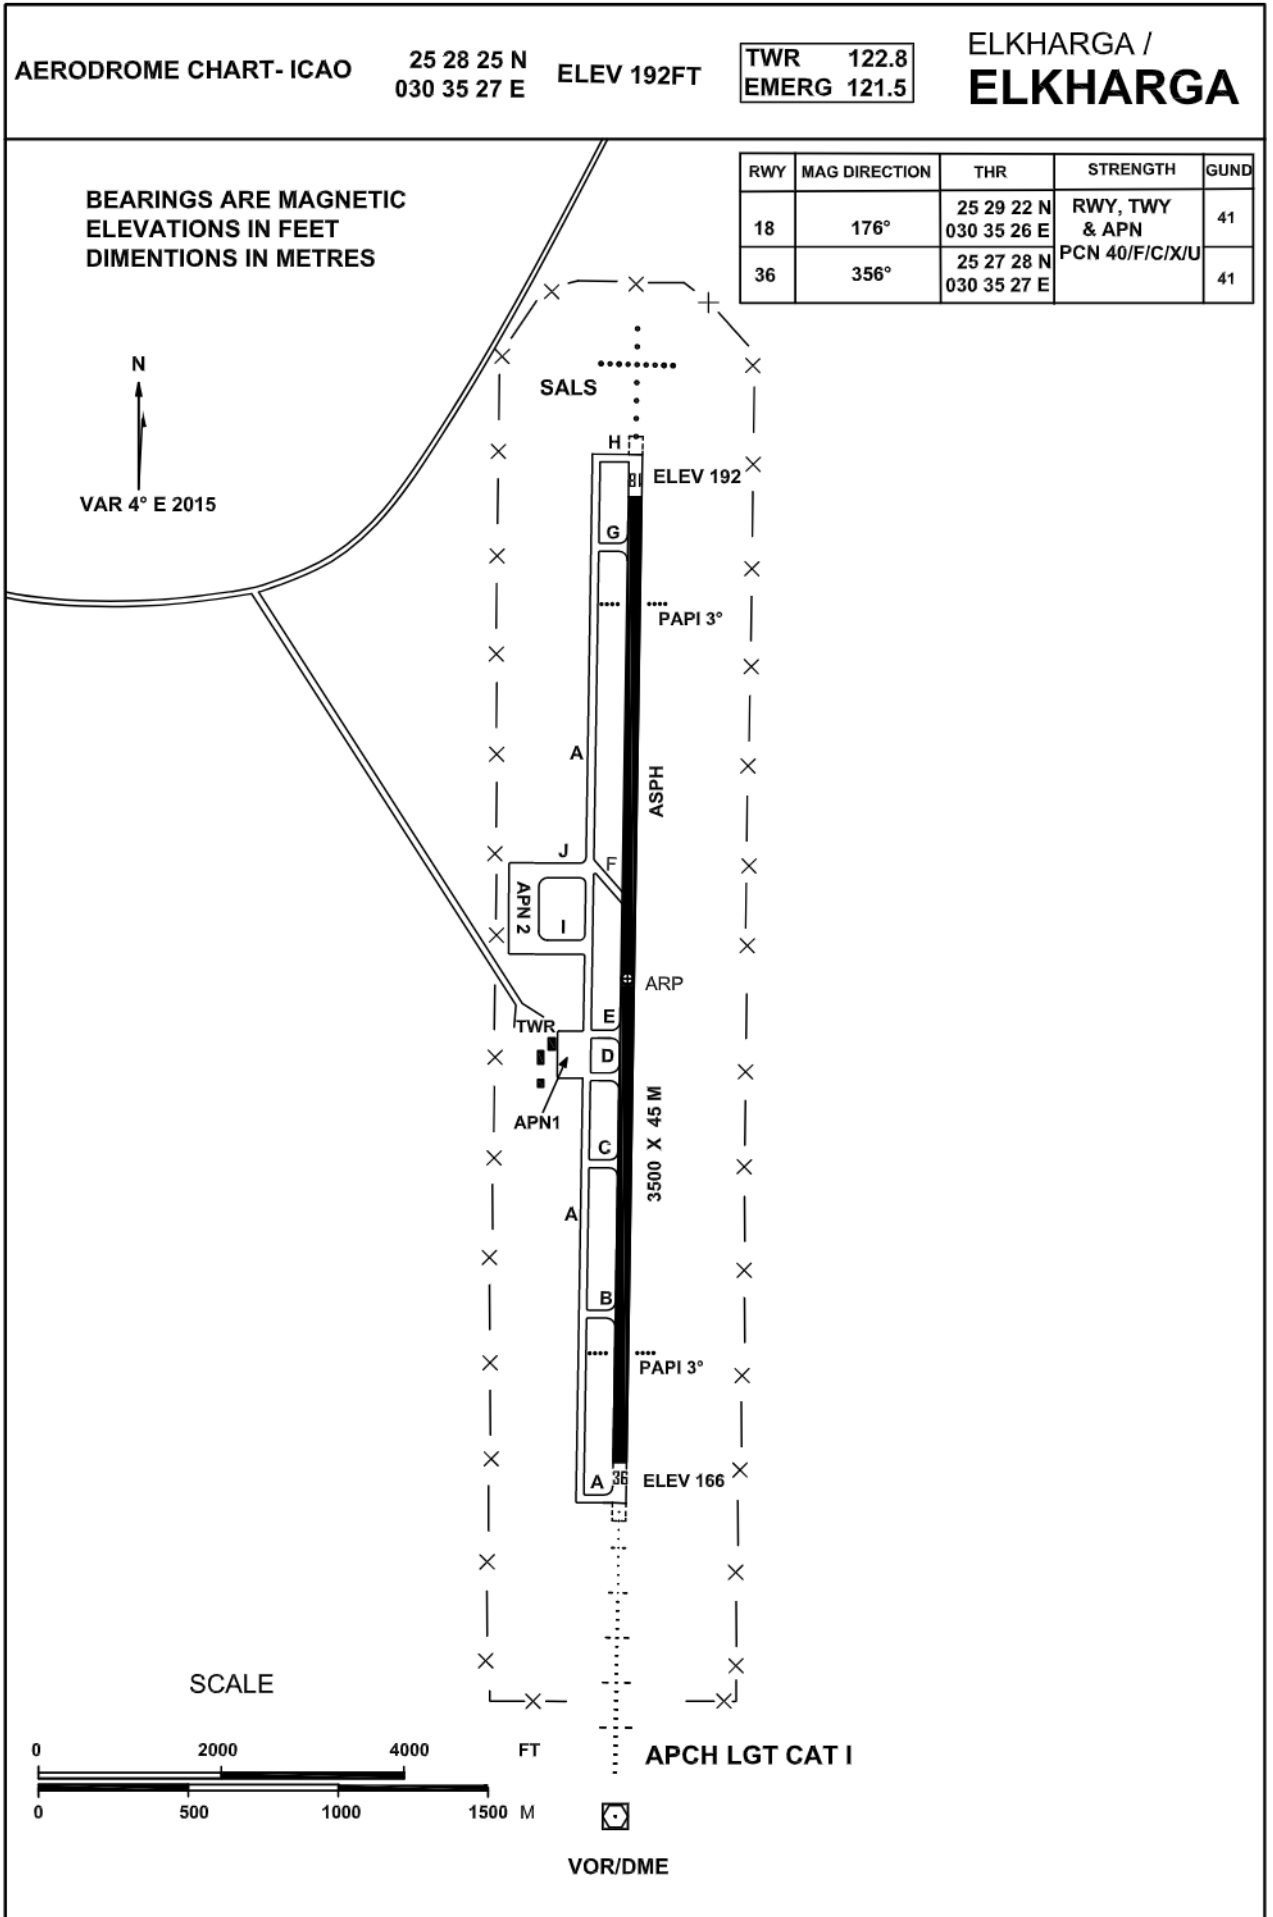 AERODROME CHART- ICAO
25 28 25 N
030 35 27 E
ELEV 192FT
TWR 122.8
EMERG 121.5
ELKHARGA /
ELKHARGA
BEARINGS ARE MAGNETIC
ELEVATIONS IN FEET
DIMENTIONS IN METRES
RWY MAG DIRECTION THR STRENGTH GUND
18 176° 25 29 22 N 030 35 26 E RWY, TWY & APN PCN 40/F/C/X/U 41
36 356° 25 27 28 N 030 35 27 E 41
N
VAR 4° E 2015
SALS
H
18
ELEV 192
G
PAPI 3°
A
ASPH
J
F
APN 2
I
ARP
E
TWR
D
APN1
3500 X 45 M
C
A
B
PAPI 3°
A
36
ELEV 166
SCALE
0 2000 4000 FT
0 500 1000 1500 M
APCH LGT CAT I
VOR/DME